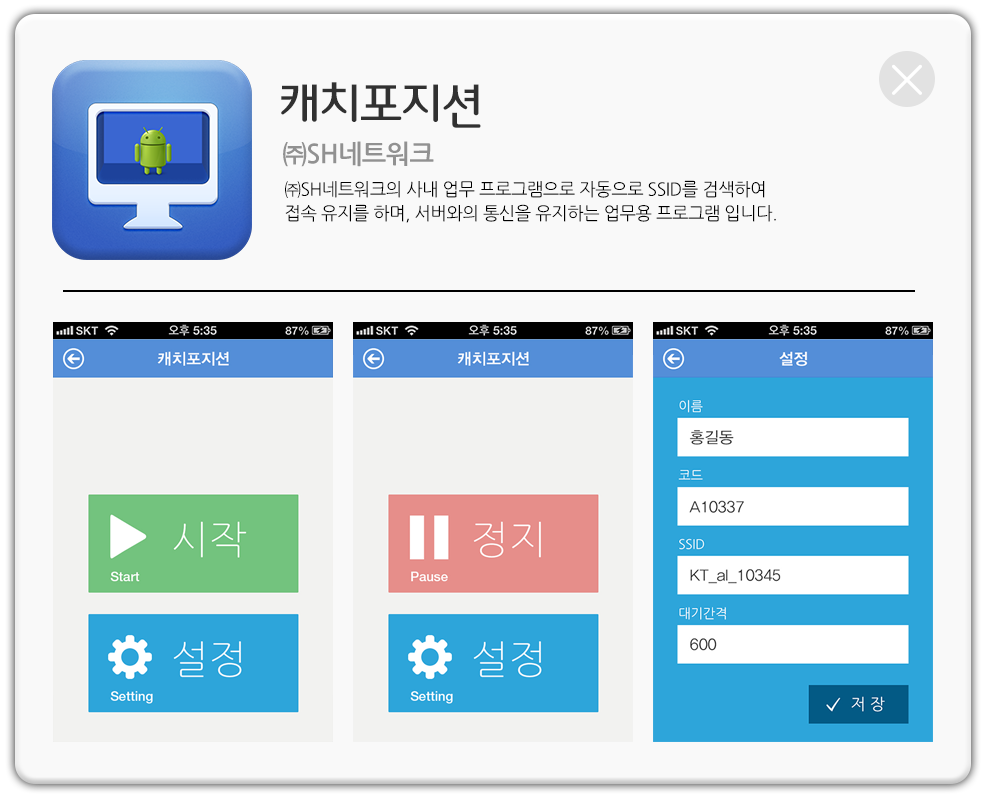 캐치포지션
㈜SH네트워크
㈜SH네트워크의 사내 업무 프로그램으로 자동으로 SSID를 검색하여
접속 유지를 하며, 서버와의 통신을 유지하는 업무용 프로그램 입니다.
SKT 오후 5:35 87%
캐치포지션
시작
Start
설정
Setting
SKT 오후 5:35 87%
캐치포지션
정지
Pause
설정
Setting
SKT 오후 5:35 87%
설정
이름
홍길동
코드
A10337
SSID
KT_al_10345
대기간격
600
저 장